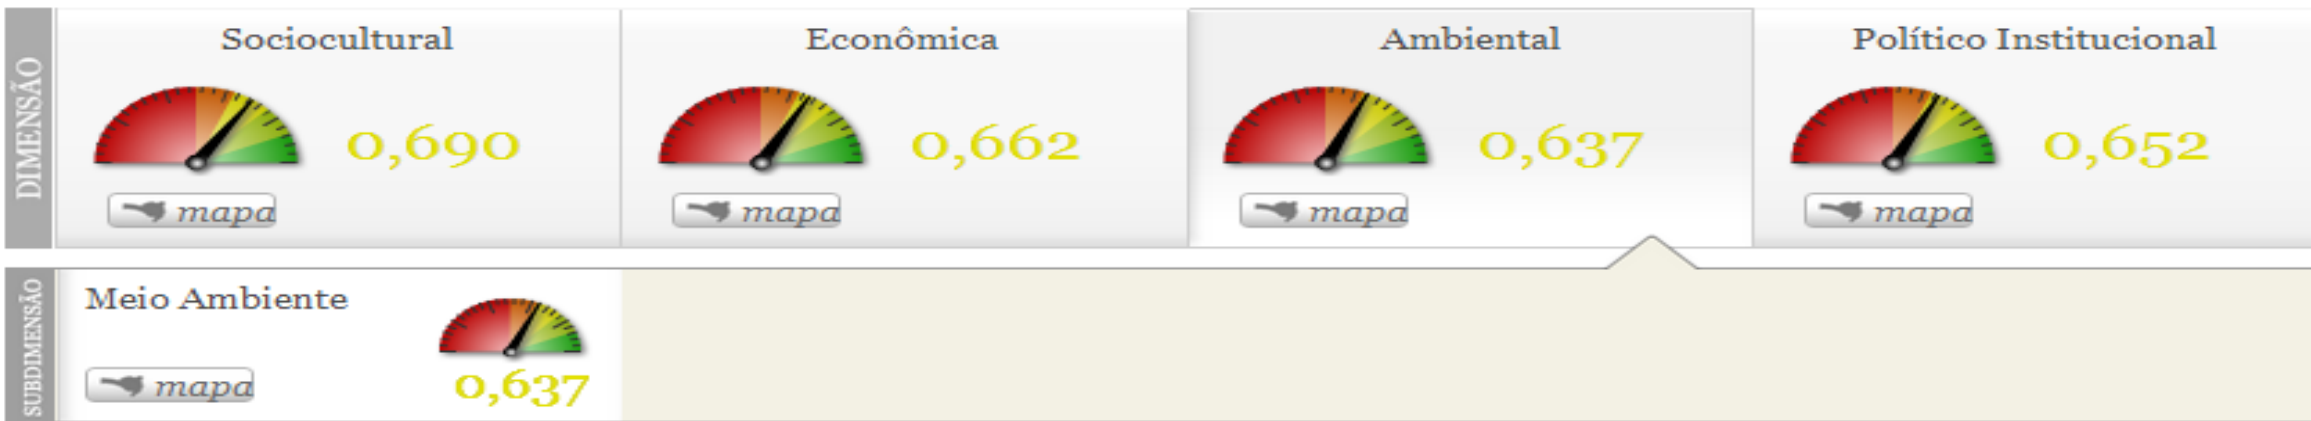 DIMENSÃO
Sociocultural
0,690
mapa
Econômica
0,662
mapa
Ambiental
0,637
mapa
Político Institucional
0,652
mapa
SUBDIMENSÃO
Meio Ambiente
0,637
mapa